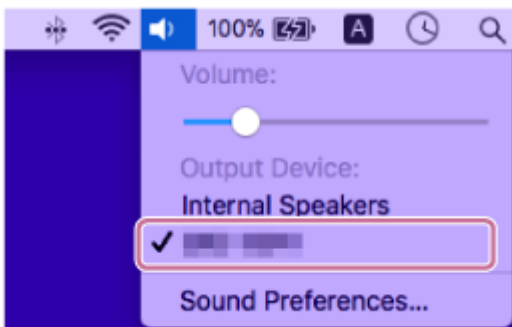 100% A
Volume:
Output Device:
Internal Speakers
Sound Preferences...